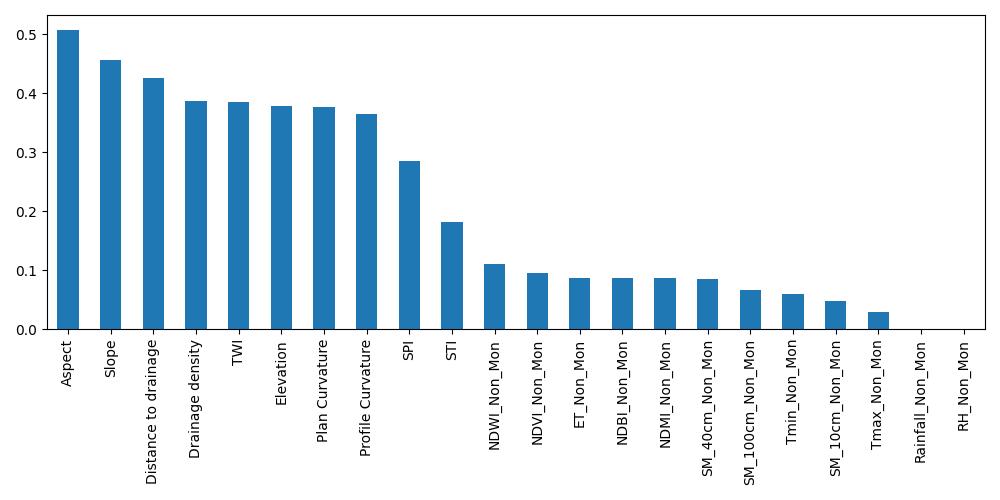 0.5
0.4
0.3
0.2
0.1
0.0
Aspect
Slope
Distance to drainage
Drainage density
TWI
Elevation
Plan Curvature
Profile Curvature
SPI
STI
NDWI_Non_Mon
NDVI_Non_Mon
ET_Non_Mon
NDBI_Non_Mon
NDMI_Non_Mon
SM_40cm_Non_Mon
SM_100cm_Non_Mon
Tmin_Non_Mon
SM_10cm_Non_Mon
Tmax_Non_Mon
Rainfall_Non_Mon
RH_Non_Mon